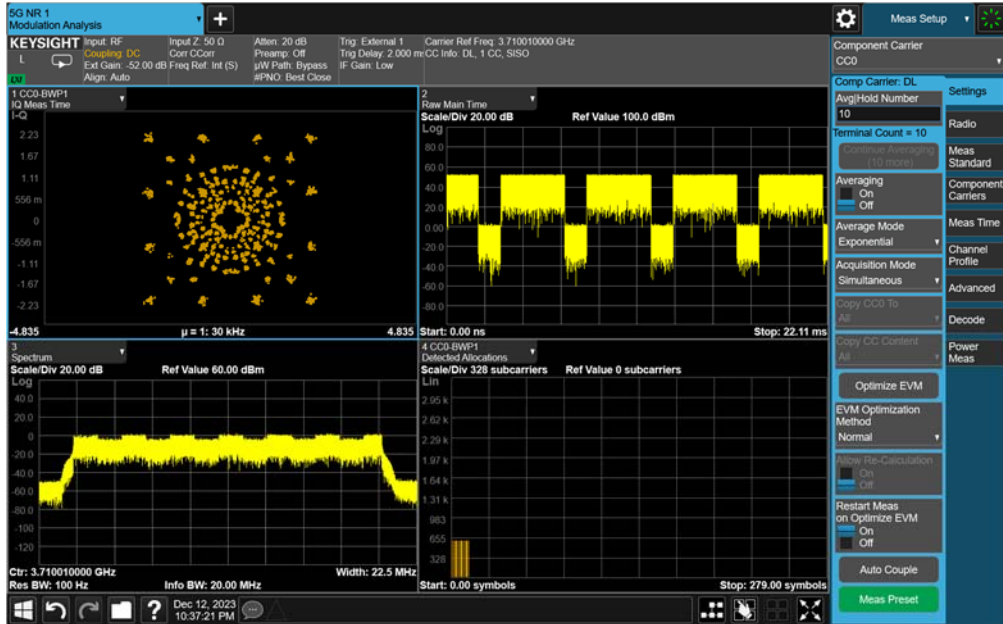 5G NR 1
Modulation Analysis
Meas Setup
KEYSIGHT
L
Input: RF
Coupling: DC
Ext Gain: -52.00 dB
Align: Auto
Input Z: 50 Ω
Corr CCorr
Freq Ref: Int (S)
Atten: 20 dB
Preamp: Off
µW Path: Bypass
#PNO: Best Close
Trig: External 1
Trig Delay: 2.000 m
IF Gain: Low
Carrier Ref Freq: 3.710010000 GHz
CC Info: DL, 1 CC, SISO
1 CC0-BWP1
IQ Meas Time
I-Q
2.23
1.67
1.11
556 m
0
-556 m
-1.11
-1.67
-2.23
-4.835
µ = 1: 30 kHz
4.835
2
Raw Main Time
Scale/Div 20.00 dB
Ref Value 100.0 dBm
Log
80.0
60.0
40.0
20.0
0.00
-20.0
-40.0
-60.0
-80.0
Start: 0.00 ns
Stop: 22.11 ms
3
Spectrum
Scale/Div 20.00 dB
Ref Value 60.00 dBm
Log
40.0
20.0
0
-20.0
-40.0
-60.0
-80.0
-100
-120
Ctr: 3.710010000 GHz
Width: 22.5 MHz
Res BW: 100 Hz
Info BW: 20.00 MHz
4 CC0-BWP1
Detected Allocations
Scale/Div 328 subcarriers
Ref Value 0 subcarriers
Lin
2.95 k
2.62 k
2.29 k
1.97 k
1.64 k
1.31 k
983
655
328
Start: 0.00 symbols
Stop: 279.00 symbols
Component Carrier
CC0
Comp Carrier: DL
Avg|Hold Number
10
Terminal Count = 10
Continue Averaging
(10 more)
Averaging
On
Off
Average Mode
Exponential
Acquisition Mode
Simultaneous
Copy CC0 To
All
Copy CC Content
All
Optimize EVM
EVM Optimization
Method
Normal
Allow Re-Calculation
On
Off
Restart Meas
on Optimize EVM
On
Off
Auto Couple
Meas Preset
Settings
Radio
Meas
Standard
Component
Carriers
Meas Time
Channel
Profile
Advanced
Decode
Power
Meas
?
Dec 12, 2023
10:37:21 PM